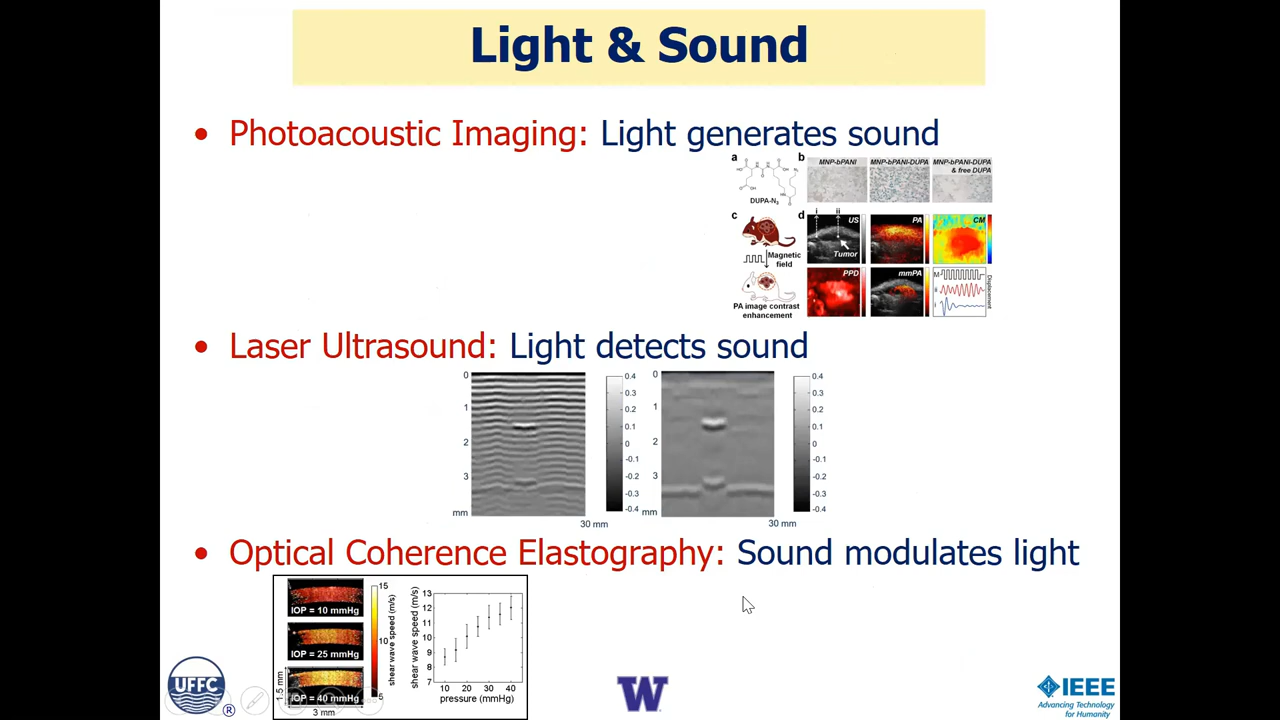 Light & Sound
• Photoacoustic Imaging: Light generates sound
a
b
MNP-bPANI
MNP-bPANI-DUPA
MNP-bPANI-DUPA
& free DUPA
DUPA-N₃
c
d
i
ii
US
PA
CM
Tumor
Magnetic
field
PPD
mmPA
M
ii
i
Displacement
PA image contrast
enhancement
• Laser Ultrasound: Light detects sound
0
1
2
3
mm
30 mm
0.4
0.3
0.2
0.1
0
-0.1
-0.2
-0.3
-0.4
0
1
2
3
mm
30 mm
0.4
0.3
0.2
0.1
0
-0.1
-0.2
-0.3
-0.4
• Optical Coherence Elastography: Sound modulates light
IOP = 10 mmHg
IOP = 25 mmHg
IOP = 40 mmHg
1.5 mm
3 mm
15
10
5
shear wave speed (m/s)
shear wave speed (m/s)
13
12
11
10
9
8
7
10 20 30 40
pressure (mmHg)
UFFC
®
W
IEEE
Advancing Technology
for Humanity